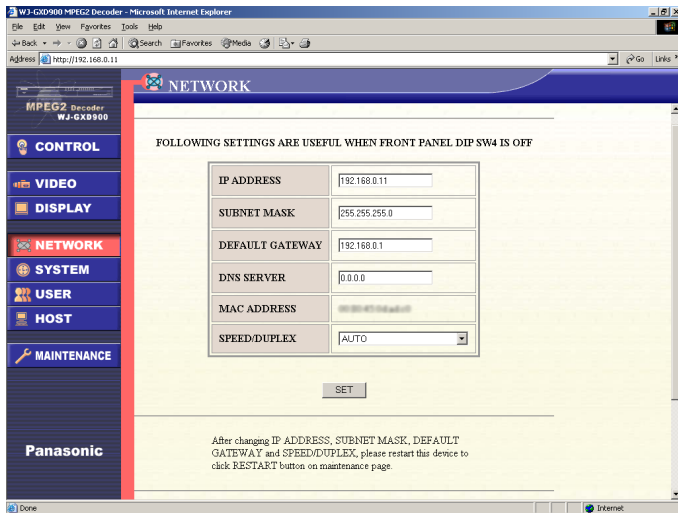 WJ-GXD900 MPEG2 Decoder - Microsoft Internet Explorer
File Edit View Favorites Tools Help
Back Search Favorites Media
Address http://192.168.0.11 Go Links »
MPEG2 Decoder
WJ-GXD900
NETWORK
CONTROL
VIDEO
DISPLAY
NETWORK
SYSTEM
USER
HOST
MAINTENANCE
Panasonic
FOLLOWING SETTINGS ARE USEFUL WHEN FRONT PANEL DIP SW4 IS OFF
IP ADDRESS 192.168.0.11
SUBNET MASK 255.255.255.0
DEFAULT GATEWAY 192.168.0.1
DNS SERVER 0.0.0.0
MAC ADDRESS
SPEED/DUPLEX AUTO
SET
After changing IP ADDRESS, SUBNET MASK, DEFAULT
GATEWAY and SPEED/DUPLEX, please restart this device to
click RESTART button on maintenance page.
Done Internet